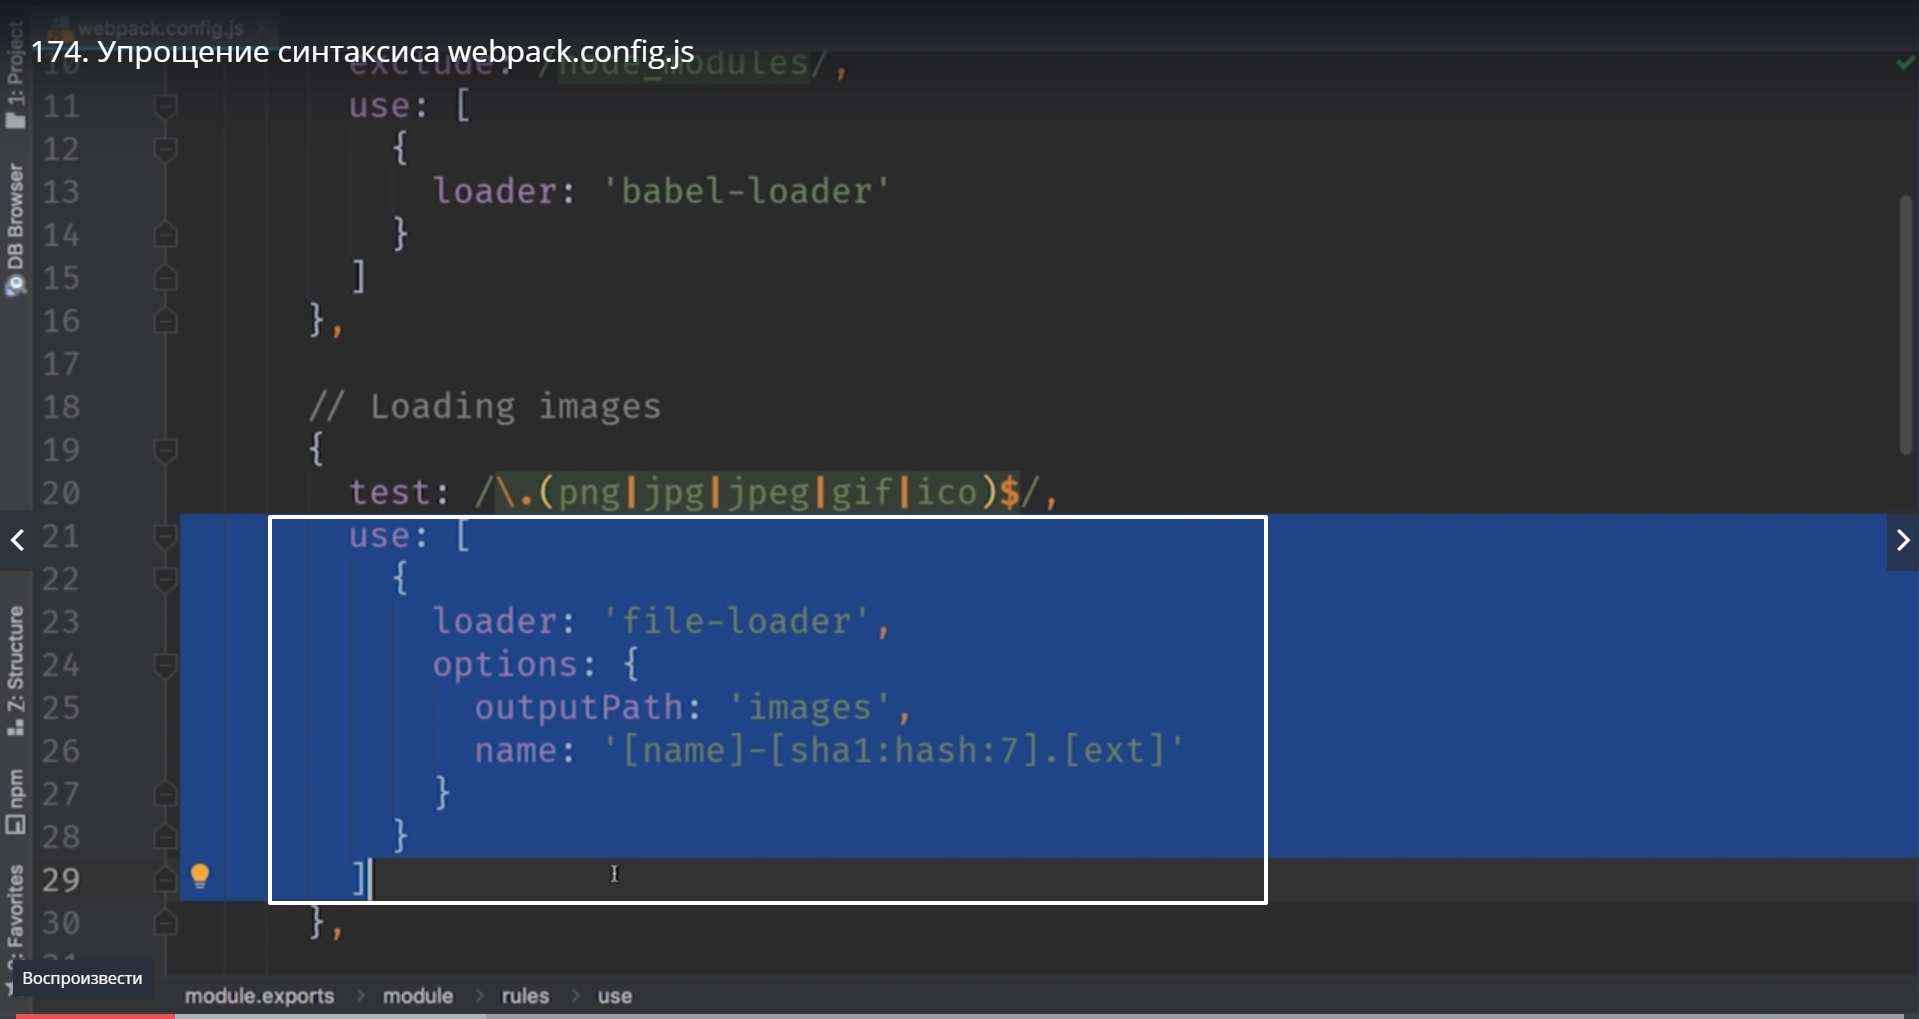 webpack.config.js
174. Упрощение синтаксиса webpack.config.js
10 exclude: /node_modules/,
11 use: [
12 {
13 loader: 'babel-loader'
14 }
15 ]
16 },
17
18 // Loading images
19 {
20 test: /\.(png|jpg|jpeg|gif|ico)$/,
21 use: [
22 {
23 loader: 'file-loader',
24 options: {
25 outputPath: 'images',
26 name: '[name]-[sha1:hash:7].[ext]'
27 }
28 }
29 ]
30 },
1: Project
DB Browser
Z: Structure
npm
Favorites
Воспроизвести
module.exports > module > rules > use